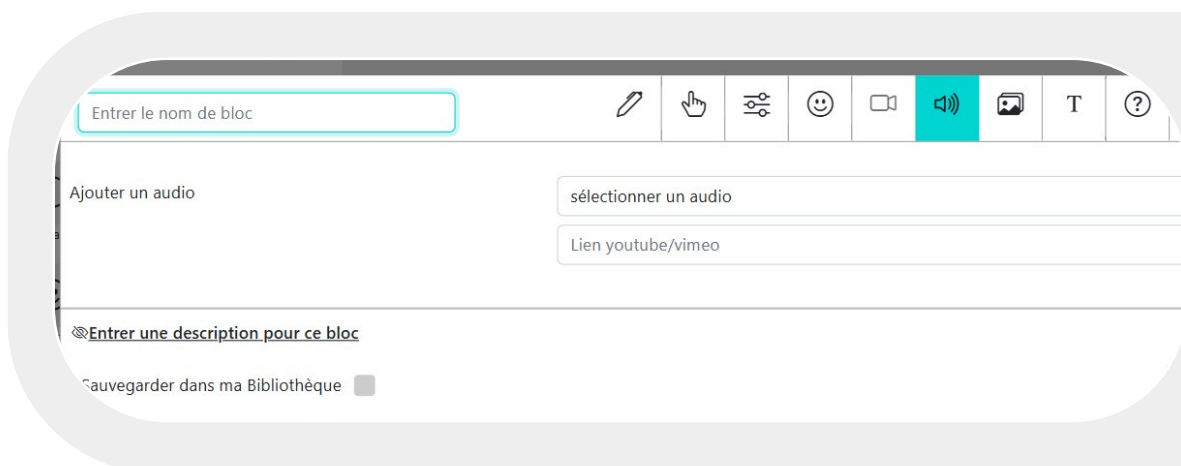 Entrer le nom de bloc
T
?
Ajouter un audio
sélectionner un audio
Lien youtube/vimeo
Entrer une description pour ce bloc
Sauvegarder dans ma Bibliothèque